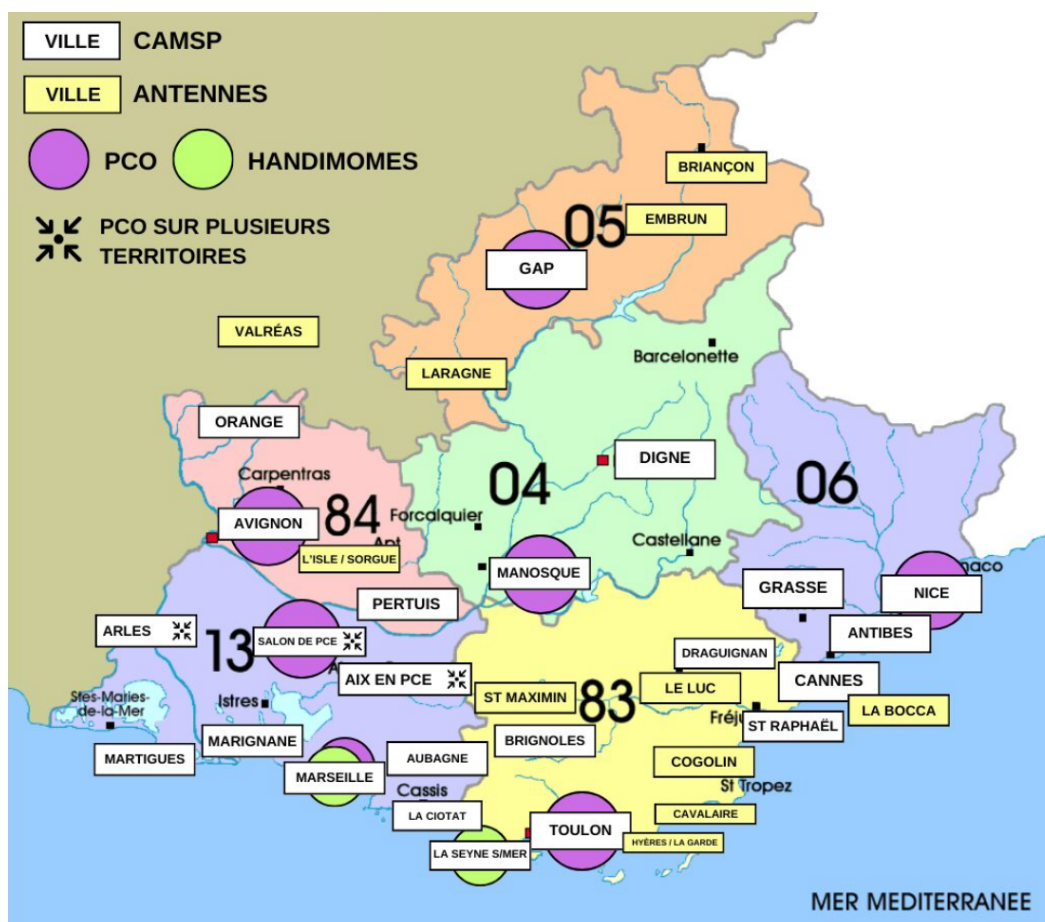 VILLE CAMSP
VILLE ANTENNES
PCO HANDIMOMES
PCO SUR PLUSIEURS
TERRITOIRES
BRIANÇON
05
EMBRUN
GAP
VALRÉAS
Barcelonette
LARAGNE
ORANGE
DIGNE
Carpentras
04
06
84
AVIGNON
Forcalquier
L'ISLE / SORGUE
Castellane
MANOSQUE
GRASSE
NICE
PERTUIS
ARLES
13
SALON DE PCE
ANTIBES
DRAGUIGNAN
AIX EN PCE
CANNES
LE LUC
ST MAXIMIN
83
Stes-Maries-
de-la-Mer
Istres
LA BOCCA
ST RAPHAËL
MARIGNANE
BRIGNOLES
MARTIGUES
AUBAGNE
COGOLIN
MARSEILLE
St Tropez
Cassis
LA CIOTAT
CAVALAIRE
TOULON
HYÈRES / LA GARDE
LA SEYNE S/MER
MER MEDITERRANEE